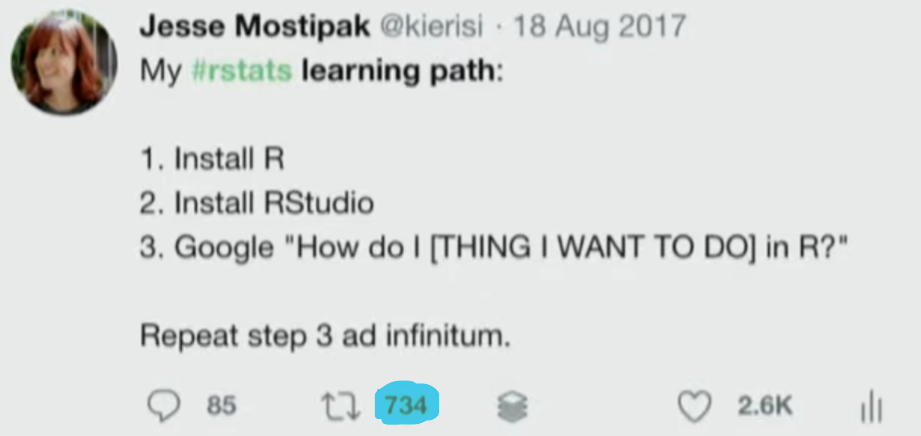 Jesse Mostipak @kierisi · 18 Aug 2017
My #rstats learning path:
1. Install R
2. Install RStudio
3. Google "How do I [THING I WANT TO DO] in R?"
Repeat step 3 ad infinitum.
85 734 2.6K